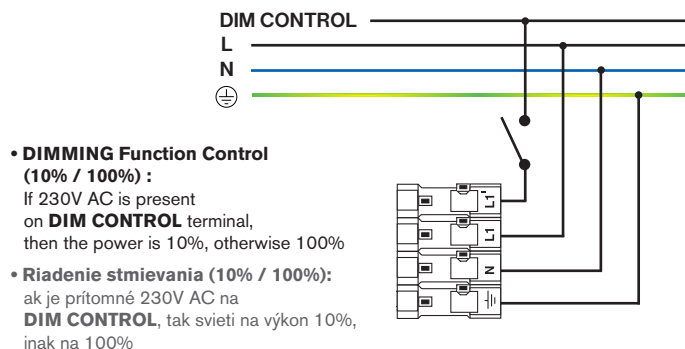 DIM CONTROL
L
N
• DIMMING Function Control
(10% / 100%) :
If 230V AC is present
on DIM CONTROL terminal,
then the power is 10%, otherwise 100%
• Riadenie stmievania (10% / 100%):
ak je prítomné 230V AC na
DIM CONTROL, tak svieti na výkon 10%,
inak na 100%
L1'
L1
N